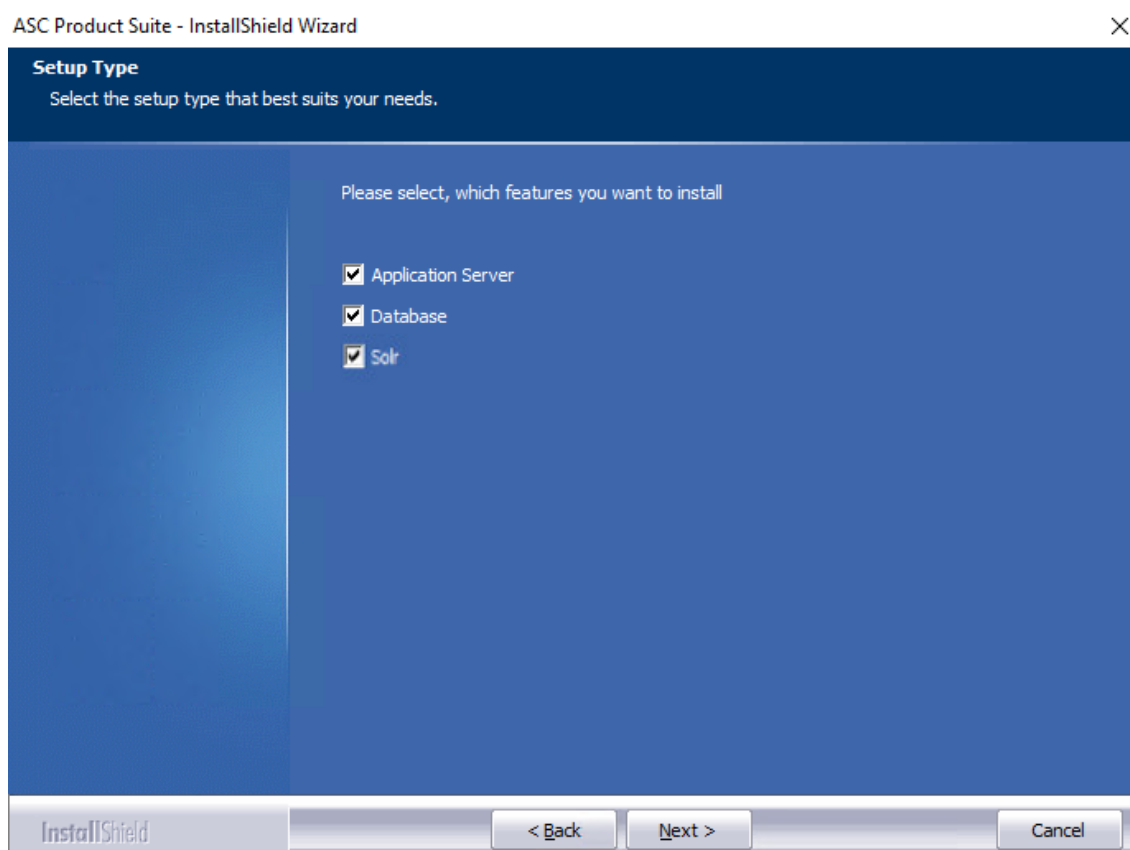 ASC Product Suite - InstallShield Wizard
Setup Type
Select the setup type that best suits your needs.
Please select, which features you want to install
Application Server
Database
Solr
InstallShield
< Back
Next >
Cancel